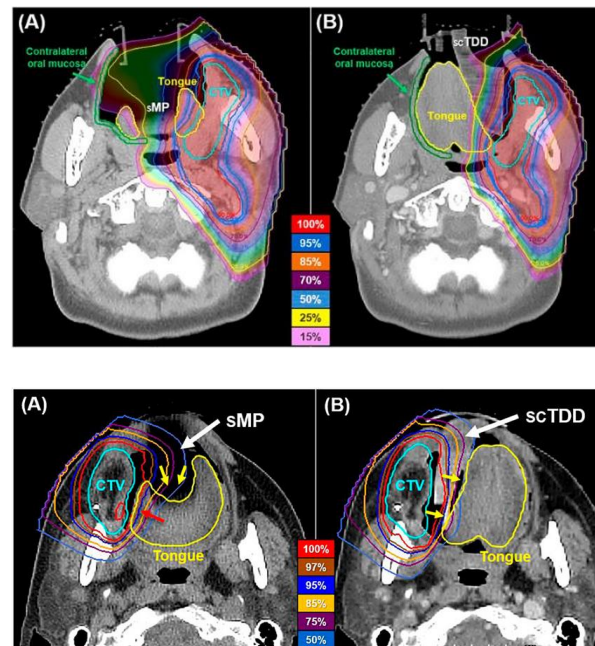 (A)
Contralateral
oral mucosa
sMP
Tongue
CTV
(B)
scTDD
Contralateral
oral mucosa
Tongue
CTV
100%
95%
85%
70%
50%
25%
15%
(A)
sMP
CTV
Tongue
(B)
scTDD
CTV
Tongue
100%
97%
95%
85%
75%
50%